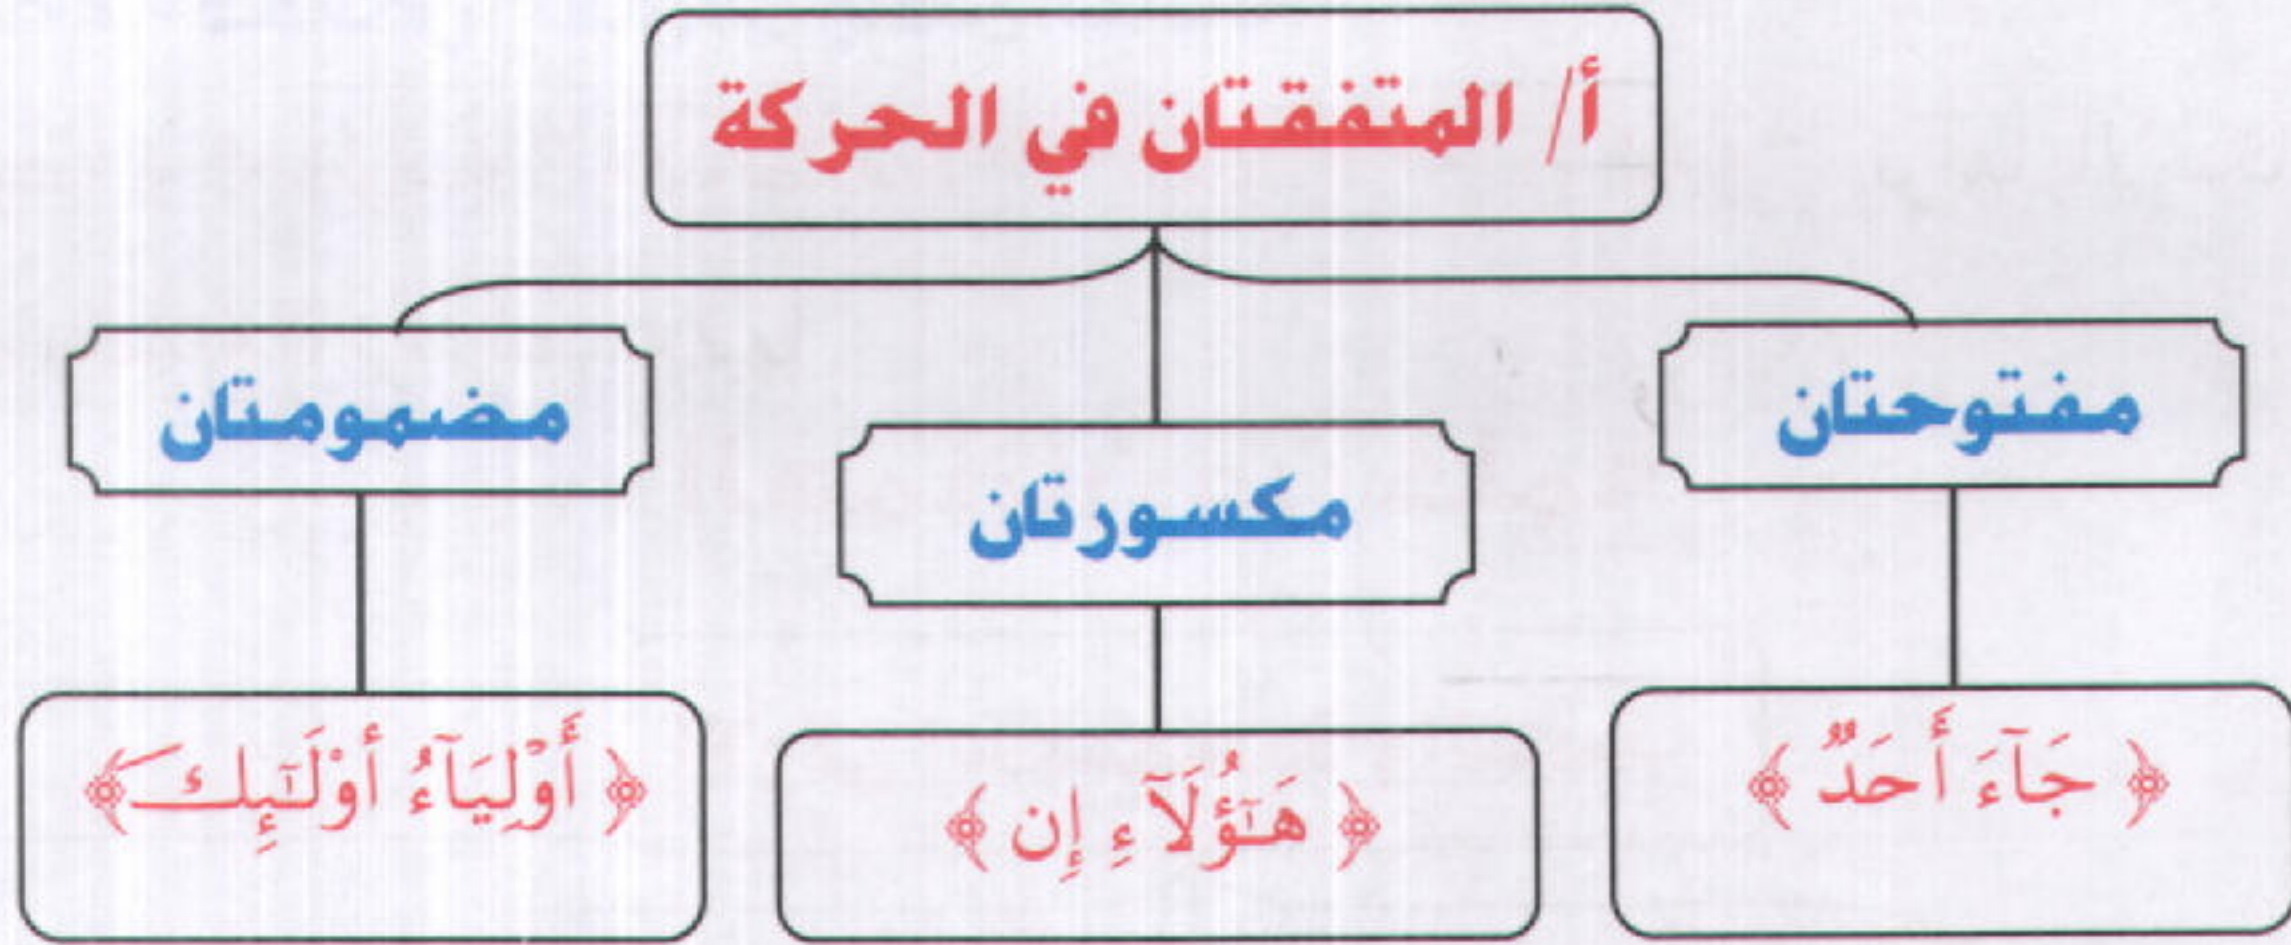 أ/ المتفقتان في الحركة
مفتوحتان
مكسورتان
مضمومتان
﴿ جَآءَ أَحَدٌ ﴾
﴿ هَـٰٓؤُلَآءِ إِن ﴾
﴿ أَوْلِيَآءُ أُوْلَـٰٓئِكَ ﴾